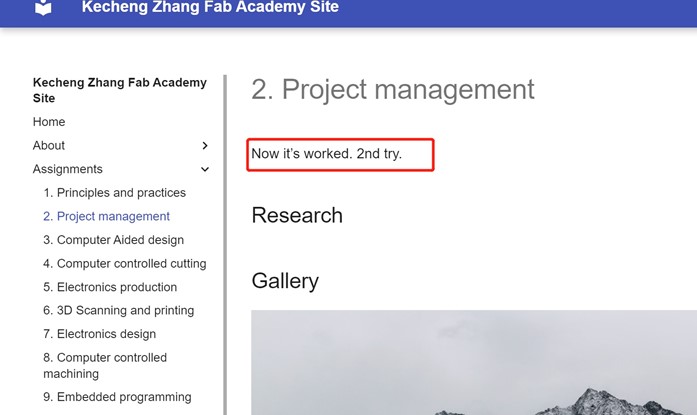 Kecheng Zhang Fab Academy Site
Kecheng Zhang Fab Academy
Site
Home
About
Assignments
1. Principles and practices
2. Project management
3. Computer Aided design
4. Computer controlled cutting
5. Electronics production
6. 3D Scanning and printing
7. Electronics design
8. Computer controlled
machining
9. Embedded programming
2. Project management
Now it’s worked. 2nd try.
Research
Gallery